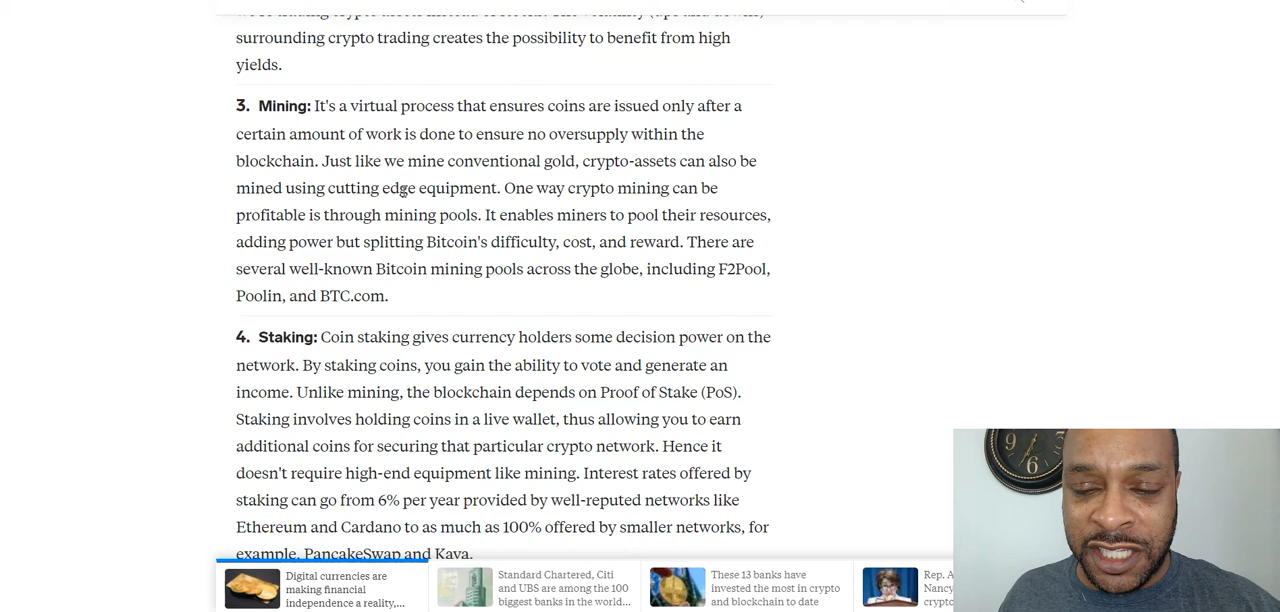 surrounding crypto trading creates the possibility to benefit from high
yields.
3. Mining: It's a virtual process that ensures coins are issued only after a
certain amount of work is done to ensure no oversupply within the
blockchain. Just like we mine conventional gold, crypto-assets can also be
mined using cutting edge equipment. One way crypto mining can be
profitable is through mining pools. It enables miners to pool their resources,
adding power but splitting Bitcoin's difficulty, cost, and reward. There are
several well-known Bitcoin mining pools across the globe, including F2Pool,
Poolin, and BTC.com.
4. Staking: Coin staking gives currency holders some decision power on the
network. By staking coins, you gain the ability to vote and generate an
income. Unlike mining, the blockchain depends on Proof of Stake (PoS).
Staking involves holding coins in a live wallet, thus allowing you to earn
additional coins for securing that particular crypto network. Hence it
doesn't require high-end equipment like mining. Interest rates offered by
staking can go from 6% per year provided by well-reputed networks like
Ethereum and Cardano to as much as 100% offered by smaller networks, for
example, PancakeSwap and Kava.
Digital currencies are
making financial
independence a reality,...
Standard Chartered, Citi
and UBS are among the 100
biggest banks in the world...
These 13 banks have
invested the most in crypto
and blockchain to date
Rep. A
Nancy
crypto
9
3
6